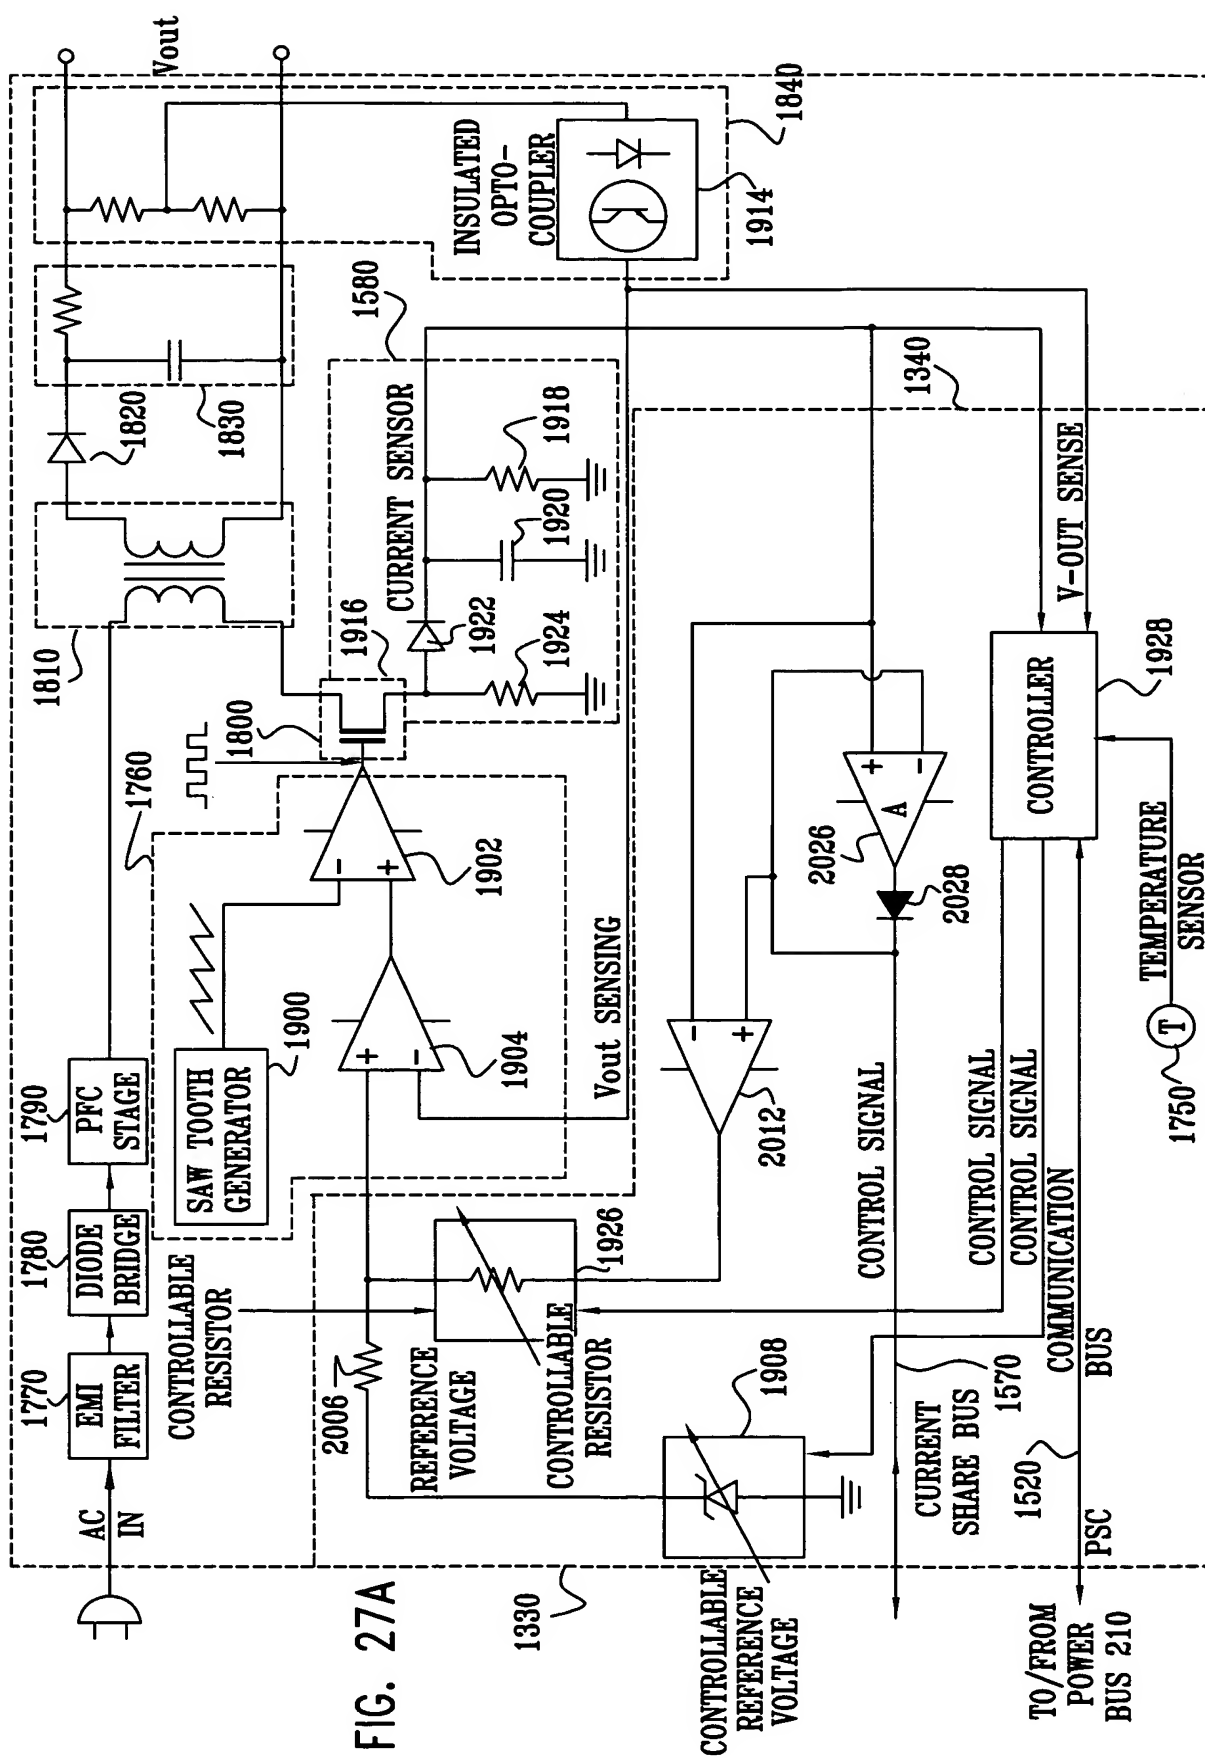 FIG. 27A
AC
IN
1770
EMI
FILTER
1780
DIODE
BRIDGE
1790
PFC
STAGE
1810
1820
1830
Vout
1760
SAW TOOTH
GENERATOR
1900
1800
-
+
1902
+
-
1904
1916
1580
CURRENT SENSOR
1922
1924
1920
1918
INSULATED
OPTO-
COUPLER
1914
1840
CONTROLLABLE
RESISTOR
2006
REFERENCE
VOLTAGE
1926
CONTROLLABLE
RESISTOR
Vout SENSING
1340
-
+
2012
+
-
A
2026
2028
1908
CONTROLLABLE
REFERENCE
VOLTAGE
1330
CONTROL SIGNAL
CURRENT
SHARE BUS
1570
CONTROL SIGNAL
CONTROL SIGNAL
COMMUNICATION
BUS
1520
PSC
TO/FROM
POWER
BUS 210
V-OUT SENSE
CONTROLLER
1928
TEMPERATURE
SENSOR
T
1750